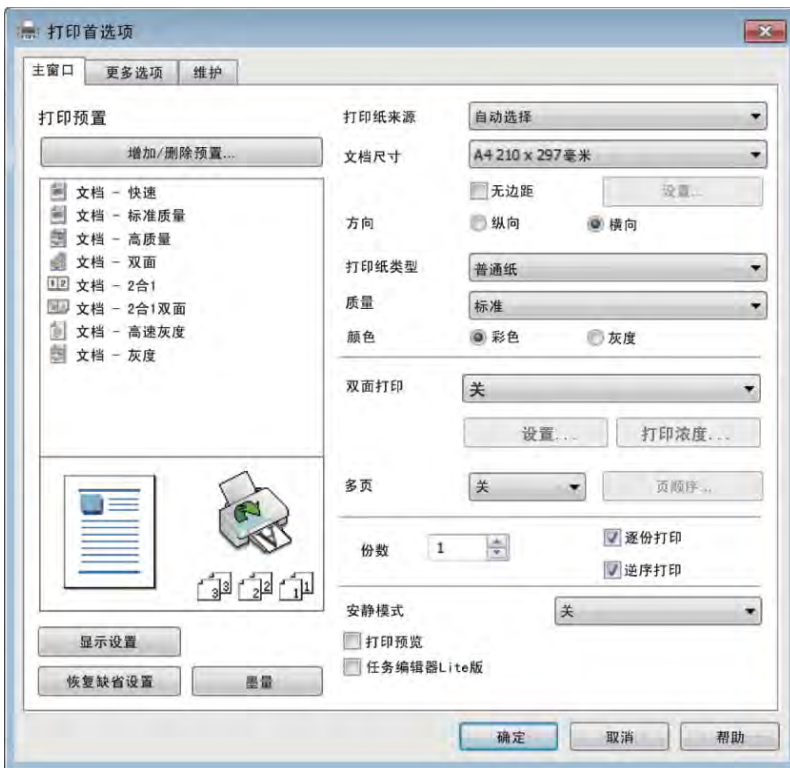 打印首选项
主窗口 更多选项 维护
打印预置
增加/删除预置...
文档 - 快速
文档 - 标准质量
文档 - 高质量
文档 - 双面
1 2 文档 - 2合1
文档 - 2合1双面
文档 - 高速灰度
文档 - 灰度
3 3 2 2 1 1
显示设置
恢复缺省设置 墨量
打印纸来源 自动选择
文档尺寸 A4 210 x 297毫米
无边距 设置...
方向 纵向 横向
打印纸类型 普通纸
质量 标准
颜色 彩色 灰度
双面打印 关
设置... 打印浓度...
多页 关 页顺序...
份数 1 逐份打印
逆序打印
安静模式 关
打印预览
任务编辑器Lite版
确定 取消 帮助